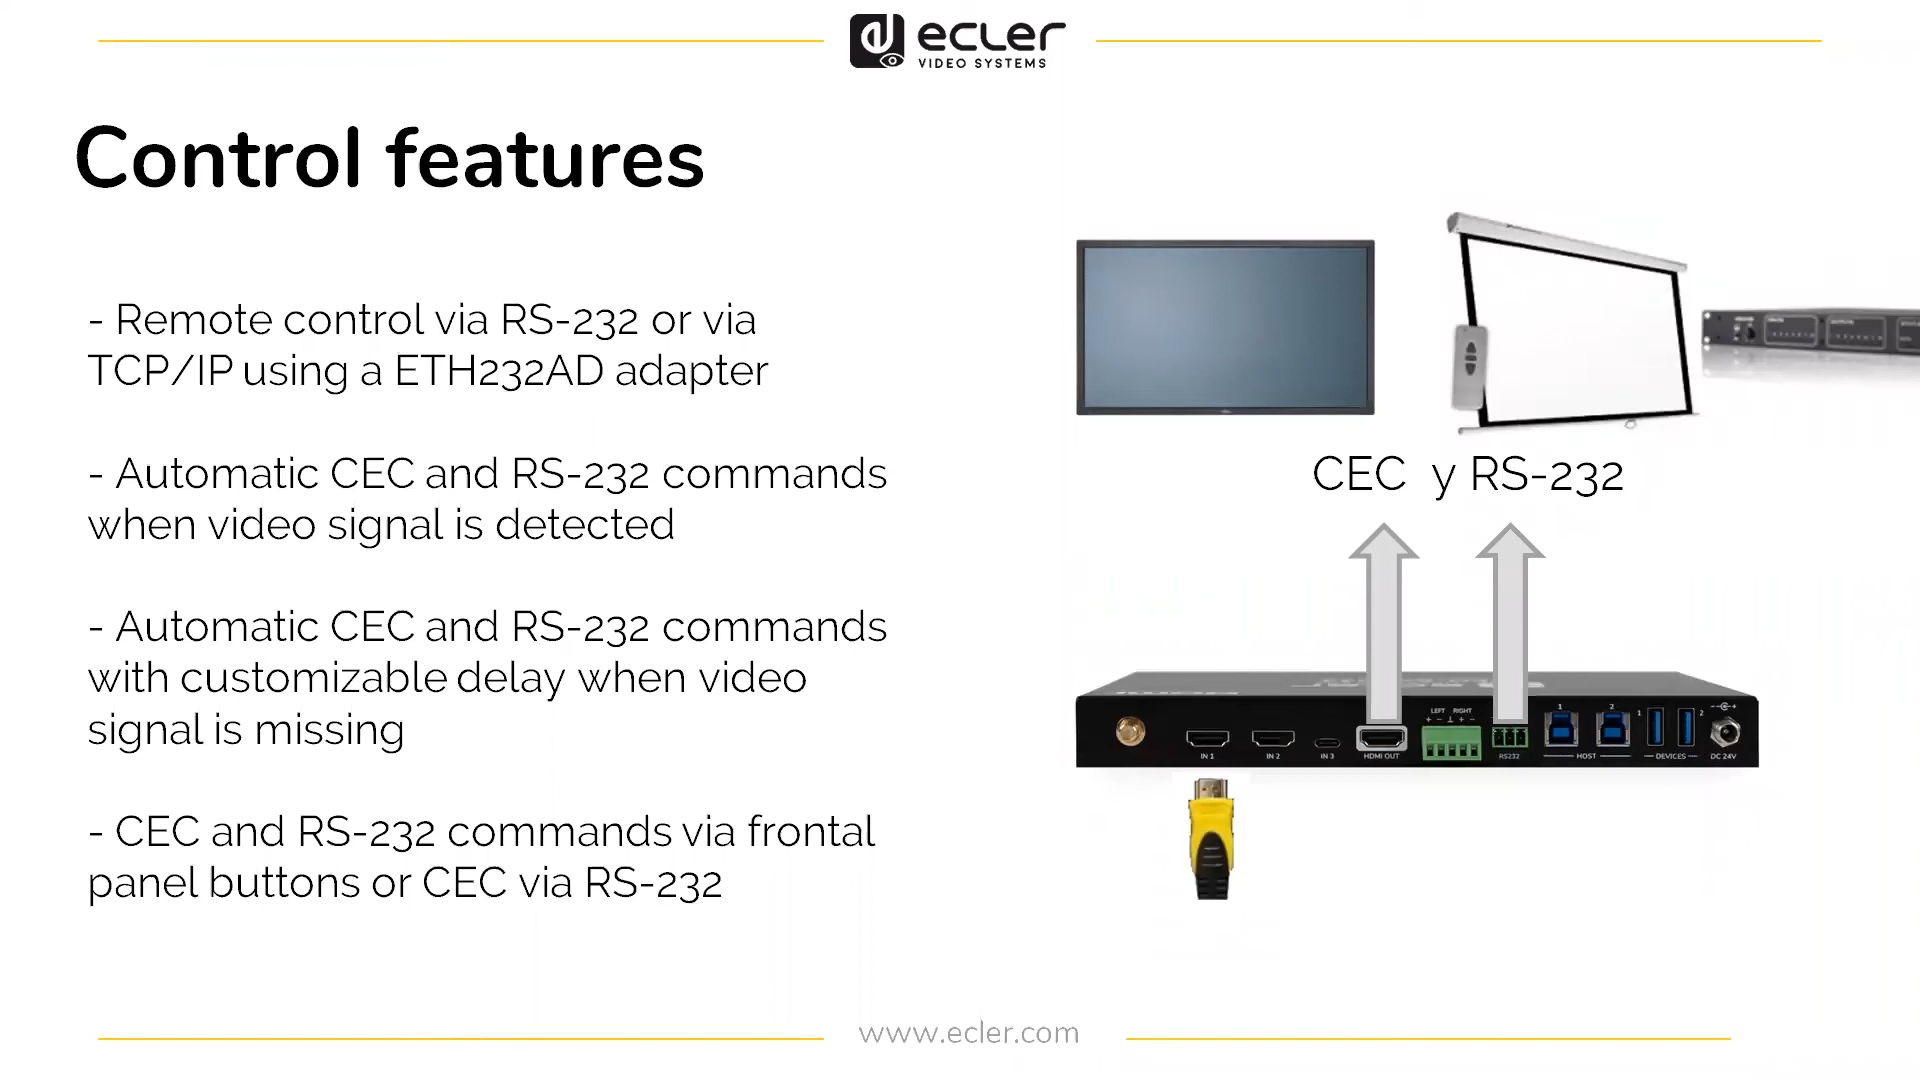 ecler
VIDEO SYSTEMS
Control features
- Remote control via RS-232 or via
TCP/IP using a ETH232AD adapter
- Automatic CEC and RS-232 commands
when video signal is detected
- Automatic CEC and RS-232 commands
with customizable delay when video
signal is missing
- CEC and RS-232 commands via frontal
panel buttons or CEC via RS-232
CEC y RS-232
LEFT RIGHT
+ - ⊥ + -
1 2 1 2
IN 1 IN 2 IN 3 HDMI OUT RS232 HOST DEVICES DC 24V
www.ecler.com